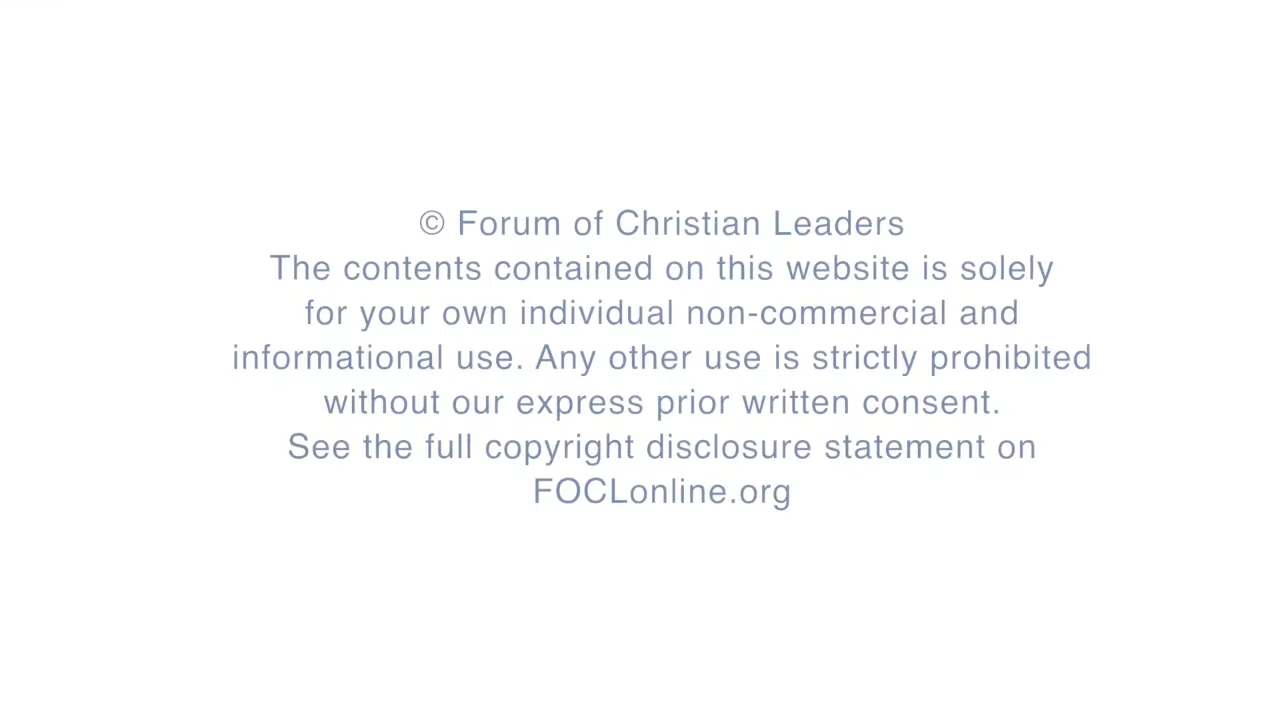 © Forum of Christian Leaders
The contents contained on this website is solely
for your own individual non-commercial and
informational use. Any other use is strictly prohibited
without our express prior written consent.
See the full copyright disclosure statement on
FOCLonline.org